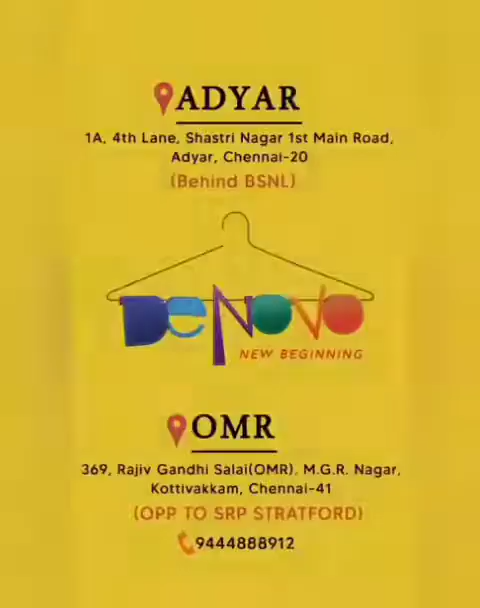 ADYAR
1A, 4th Lane, Shastri Nagar 1st Main Road,
Adyar, Chennai-20
(Behind BSNL)
DeNovo
NEW BEGINNING
OMR
369, Rajiv Gandhi Salai(OMR), M.G.R. Nagar,
Kottivakkam, Chennai-41
(OPP TO SRP STRATFORD)
9444888912